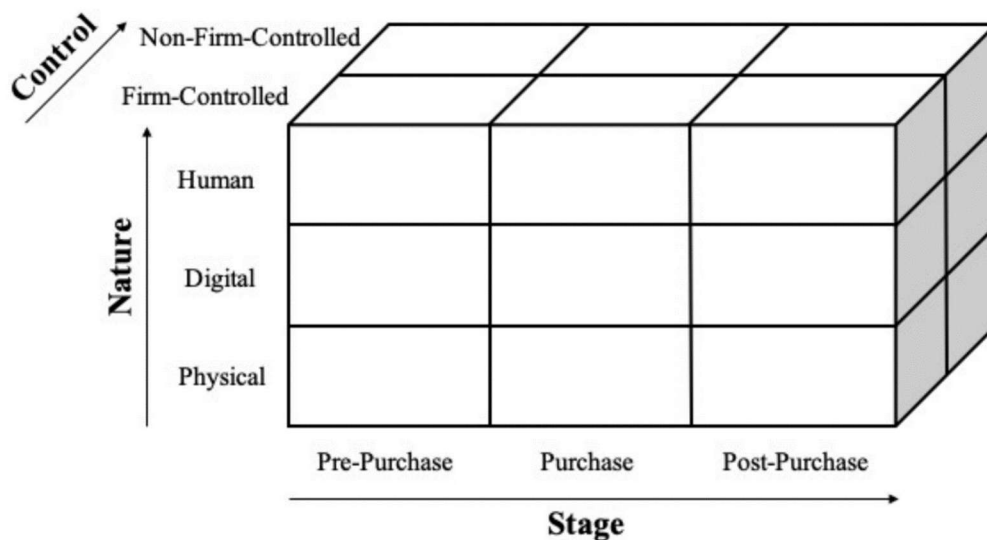 Control
Non-Firm-Controlled
Firm-Controlled
Nature
Human
Digital
Physical
Pre-Purchase
Purchase
Post-Purchase
Stage